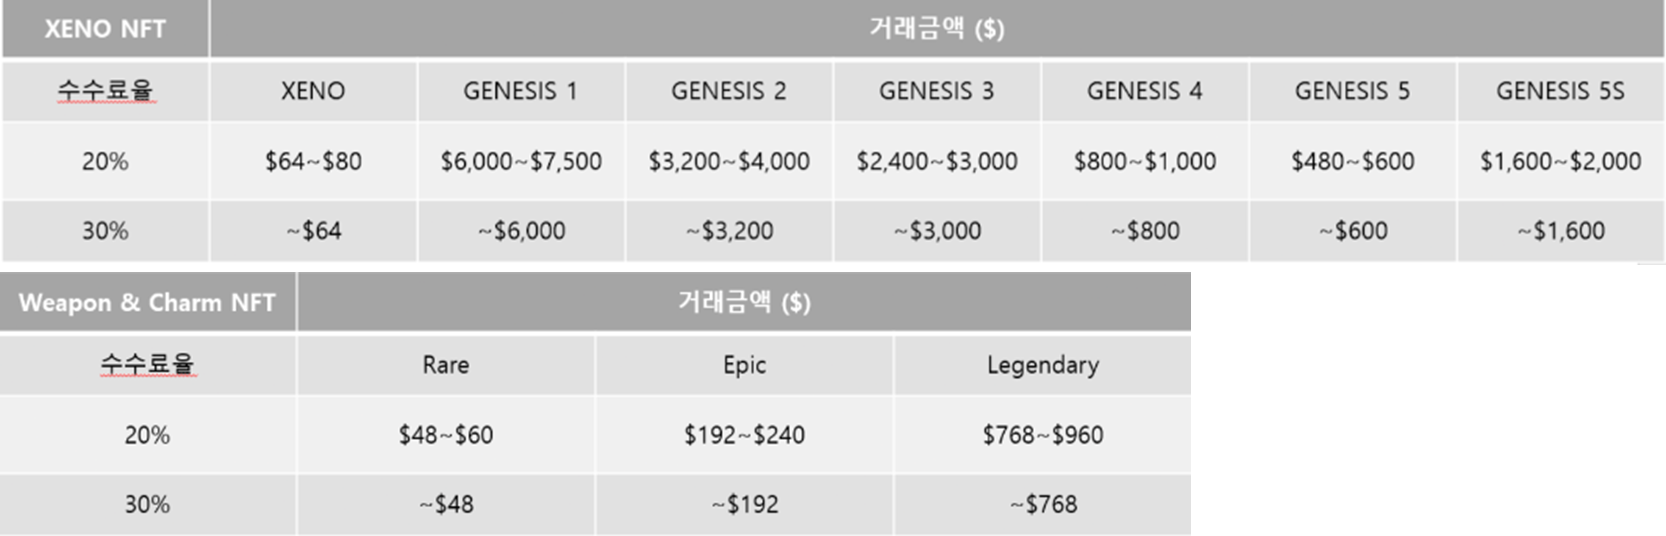 XENO NFT 거래금액 ($)
수수료율 XENO GENESIS 1 GENESIS 2 GENESIS 3 GENESIS 4 GENESIS 5 GENESIS 5S
20% $64~$80 $6,000~$7,500 $3,200~$4,000 $2,400~$3,000 $800~$1,000 $480~$600 $1,600~$2,000
30% ~$64 ~$6,000 ~$3,200 ~$3,000 ~$800 ~$600 ~$1,600
Weapon & Charm NFT 거래금액 ($)
수수료율 Rare Epic Legendary
20% $48~$60 $192~$240 $768~$960
30% ~$48 ~$192 ~$768